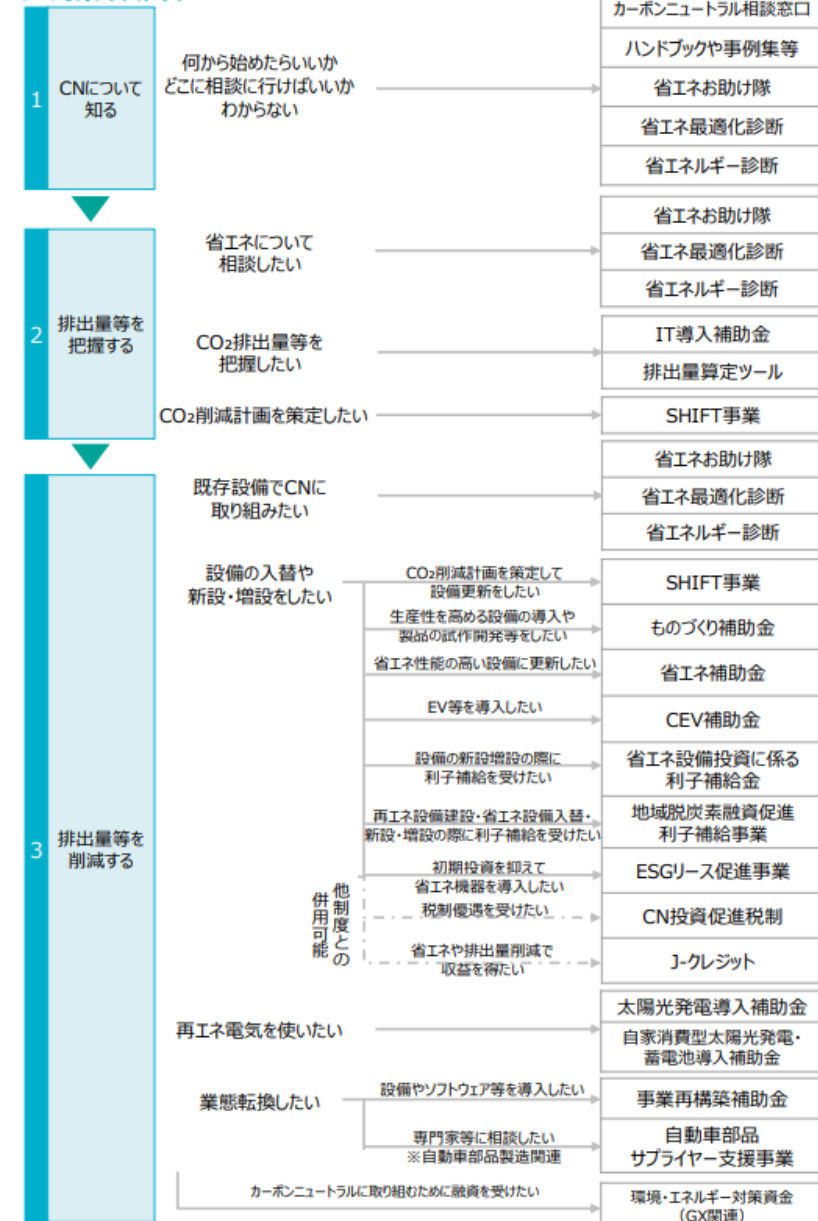 カーボンニュートラル相談窓口
1
CNについて
知る
何から始めたらいいか
どこに相談に行けばいいか
わからない
ハンドブックや事例集等
省エネお助け隊
省エネ最適化診断
省エネルギー診断
2
排出量等を
把握する
省エネについて
相談したい
省エネお助け隊
省エネ最適化診断
省エネルギー診断
CO₂排出量等を
把握したい
IT導入補助金
排出量算定ツール
CO₂削減計画を策定したい
SHIFT事業
3
排出量等を
削減する
既存設備でCNに
取り組みたい
省エネお助け隊
省エネ最適化診断
省エネルギー診断
設備の入替や
新設・増設をしたい
CO₂削減計画を策定して
設備更新をしたい
SHIFT事業
生産性を高める設備の導入や
製品の試作開発等をしたい
ものづくり補助金
省エネ性能の高い設備に更新したい
省エネ補助金
EV等を導入したい
CEV補助金
設備の新設増設の際に
利子補給を受けたい
省エネ設備投資に係る
利子補給金
再エネ設備建設・省エネ設備入替・
新設・増設の際に利子補給を受けたい
地域脱炭素融資促進
利子補給事業
初期投資を抑えて
省エネ機器を導入したい
ESGリース促進事業
他制度との
併用可能
税制優遇を受けたい
CN投資促進税制
省エネや排出量削減で
収益を得たい
J-クレジット
再エネ電気を使いたい
太陽光発電導入補助金
自家消費型太陽光発電・
蓄電池導入補助金
業態転換したい
設備やソフトウェア等を導入したい
事業再構築補助金
専門家等に相談したい
※自動車部品製造関連
自動車部品
サプライヤー支援事業
カーボンニュートラルに取り組むために融資を受けたい
環境・エネルギー対策資金
(GX関連)